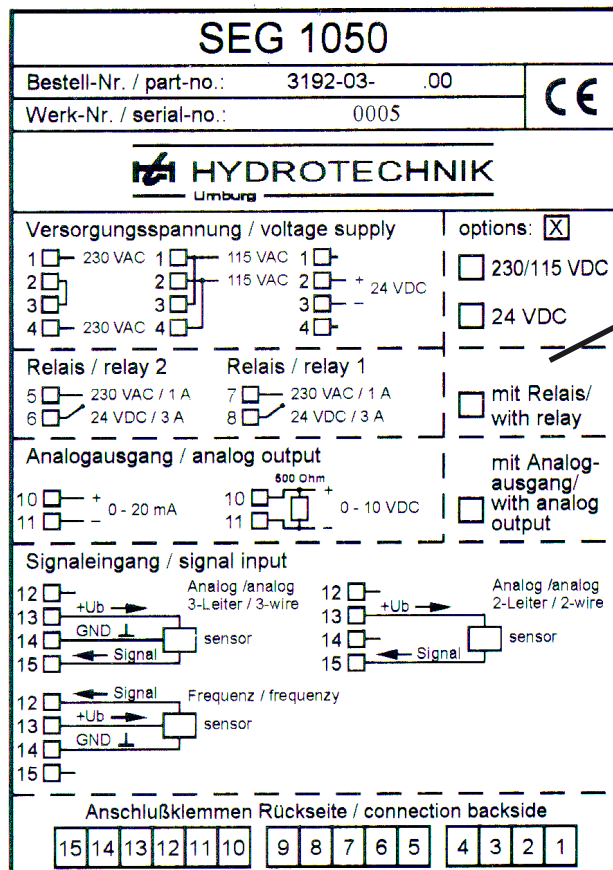 SEG 1050
Bestell-Nr. / part-no.: 3192-03- .00
CE
Werk-Nr. / serial-no.: 0005
HYDROTECHNIK
Limburg
Versorgungsspannung / voltage supply
1 230 VAC 1 115 VAC 1
2 2 115 VAC 2 + 24 VDC
3 3 3 –
4 230 VAC 4 4
options: X
230/115 VDC
24 VDC
Relais / relay 2 Relais / relay 1
5 230 VAC / 1 A 7 230 VAC / 1 A
6 24 VDC / 3 A 8 24 VDC / 3 A
mit Relais/
with relay
Analogausgang / analog output
500 Ohm
10 + 0 - 20 mA 10 + 0 - 10 VDC
11 – 11 –
mit Analog-
ausgang/
with analog
output
Signaleingang / signal input
12 Analog /analog
13 +Ub 3-Leiter / 3-wire
14 GND sensor
15 Signal
12 Analog /analog
13 +Ub 2-Leiter / 2-wire
14 sensor
15 Signal
12 Signal Frequenz / frequenzy
13 +Ub sensor
14 GND
15
Anschlußklemmen Rückseite / connection backside
15 14 13 12 11 10 9 8 7 6 5 4 3 2 1